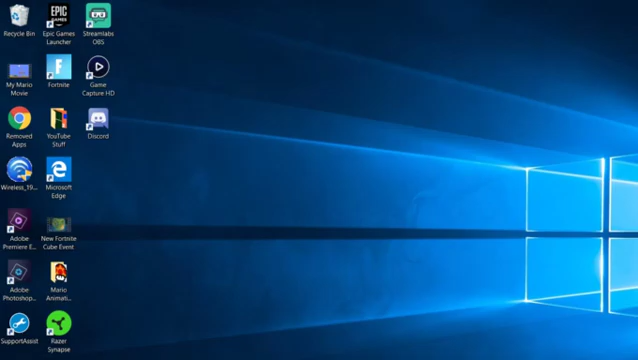 Recycle Bin
EPIC
GAMES
Epic Games
Launcher
Streamlabs
OBS
My Mario
Movie
F
Fortnite
Game
Capture HD
Removed
Apps
YouTube
Stuff
Discord
Wireless_19...
Microsoft
Edge
Adobe
Premiere E...
New Fortnite
Cube Event
Adobe
Photoshop...
Mario
Animati...
SupportAssist
Razer
Synapse